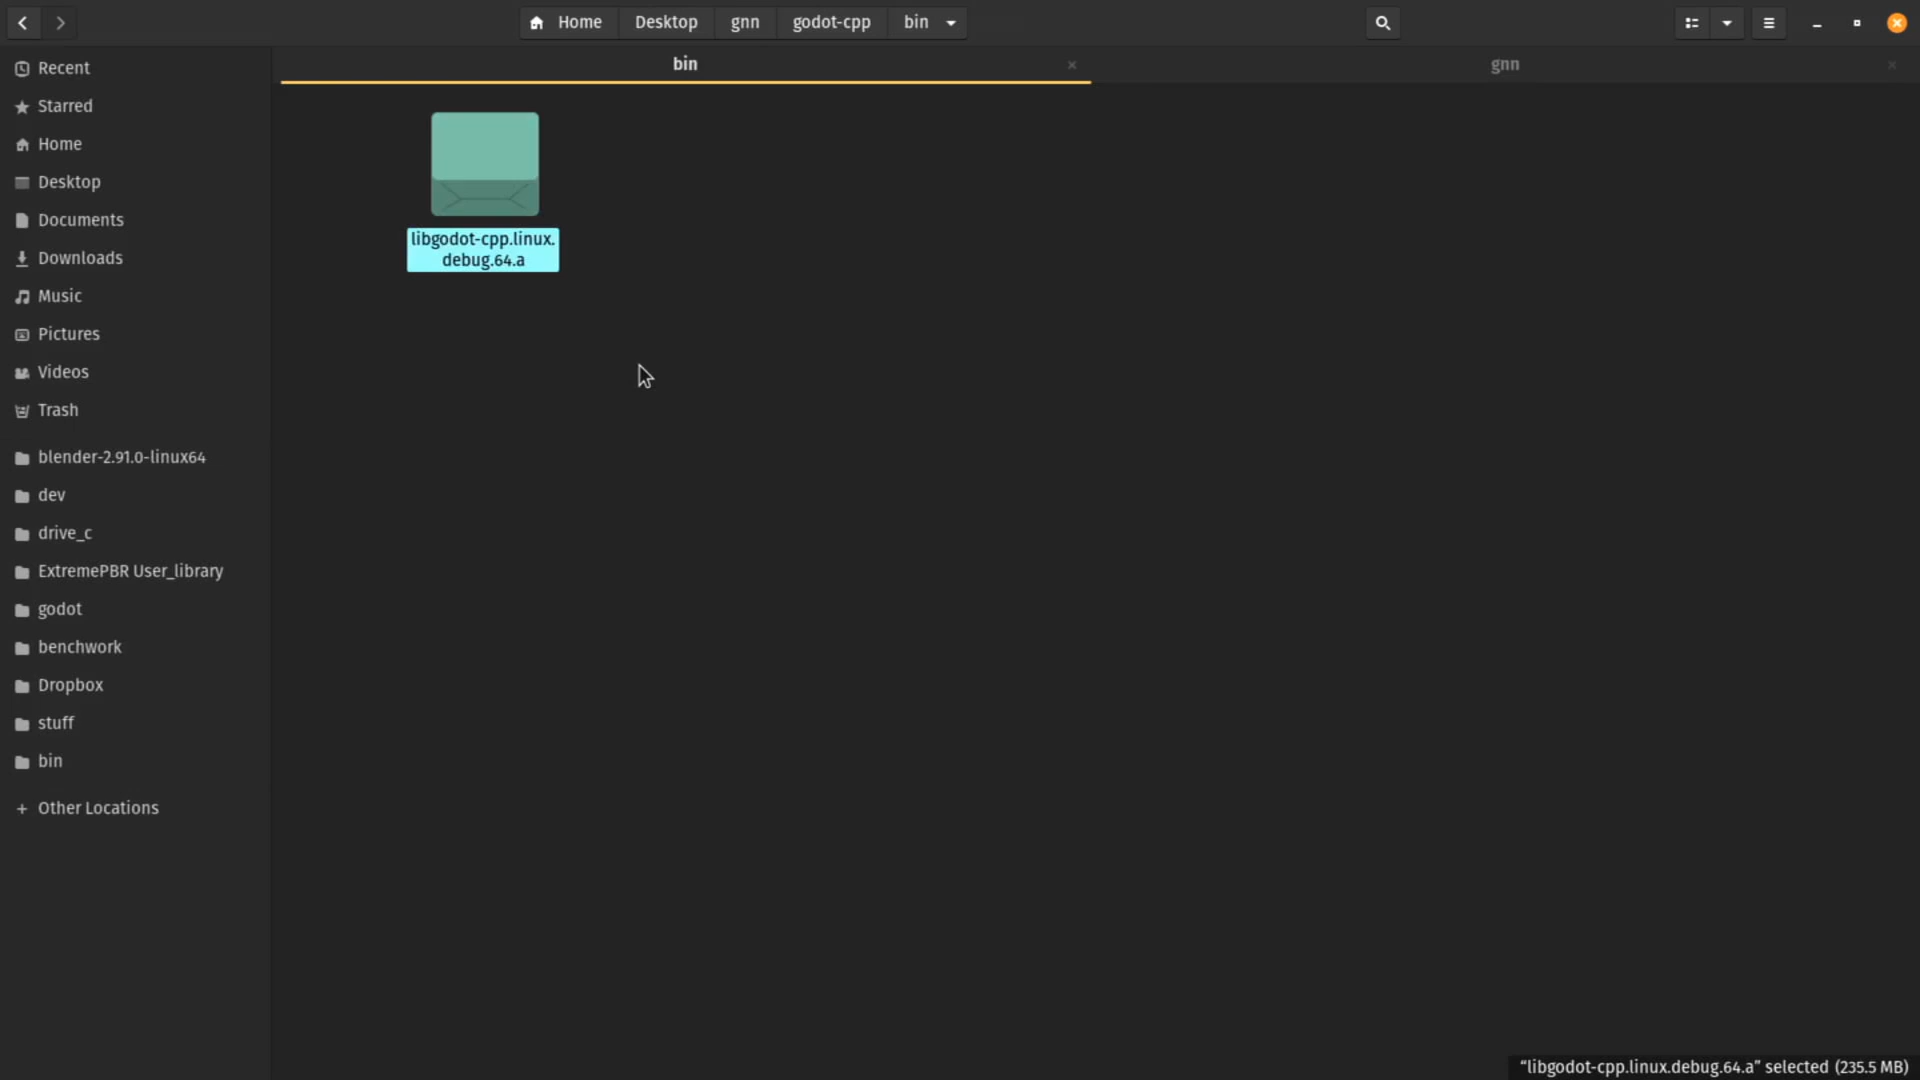 Home
Desktop
gnn
godot-cpp
bin
bin
gnn
Recent
Starred
Home
Desktop
Documents
Downloads
Music
Pictures
Videos
Trash
blender-2.91.0-linux64
dev
drive_c
ExtremePBR User_library
godot
benchwork
Dropbox
stuff
bin
Other Locations
libgodot-cpp.linux.
debug.64.a
“libgodot-cpp.linux.debug.64.a” selected (235.5 MB)